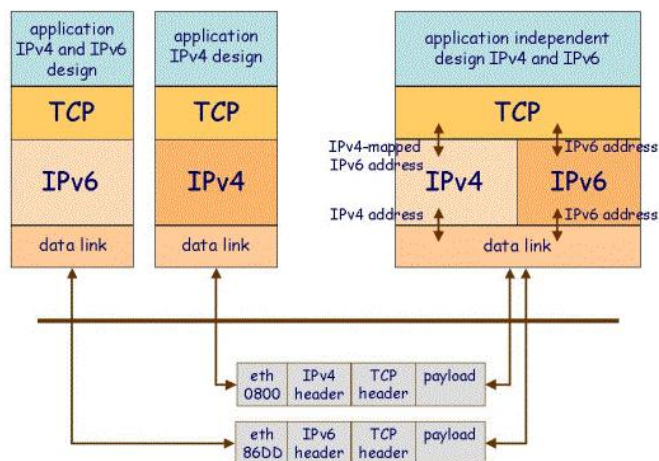 application
IPv4 and IPv6
design
TCP
IPv6
data link
application
IPv4 design
TCP
IPv4
data link
application independent
design IPv4 and IPv6
TCP
IPv4-mapped
IPv6 address
IPv6 address
IPv4
IPv6
IPv4 address
IPv6 address
data link
eth
0800
IPv4
header
TCP
header
payload
eth
86DD
IPv6
header
TCP
header
payload